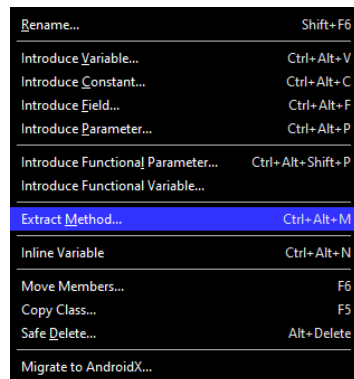 Rename... Shift+F6
Introduce Variable... Ctrl+Alt+V
Introduce Constant... Ctrl+Alt+C
Introduce Field... Ctrl+Alt+F
Introduce Parameter... Ctrl+Alt+P
Introduce Functional Parameter... Ctrl+Alt+Shift+P
Introduce Functional Variable...
Extract Method... Ctrl+Alt+M
Inline Variable Ctrl+Alt+N
Move Members... F6
Copy Class... F5
Safe Delete... Alt+Delete
Migrate to AndroidX...